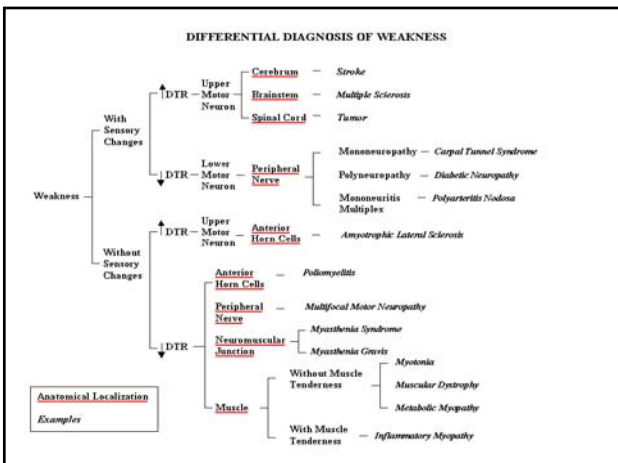 DIFFERENTIAL DIAGNOSIS OF WEAKNESS
Weakness
With
Sensory
Changes
↑ DTR
Upper
Motor
Neuron
Cerebrum
Stroke
Brainstem
Multiple Sclerosis
Spinal Cord
Tumor
↓ DTR
Lower
Motor
Neuron
Peripheral
Nerve
Mononeuropathy
Carpal Tunnel Syndrome
Polyneuropathy
Diabetic Neuropathy
Mononeuritis
Multiplex
Polyarteritis Nodosa
Without
Sensory
Changes
↑ DTR
Upper
Motor
Neuron
Anterior
Horn Cells
Amyotrophic Lateral Sclerosis
↓ DTR
Anterior
Horn Cells
Poliomyelitis
Peripheral
Nerve
Multifocal Motor Neuropathy
Neuromuscular
Junction
Myasthenia Syndrome
Myasthenia Gravis
Muscle
Without Muscle
Tenderness
Myotonia
Muscular Dystrophy
Metabolic Myopathy
With Muscle
Tenderness
Inflammatory Myopathy
Anatomical Localization
Examples